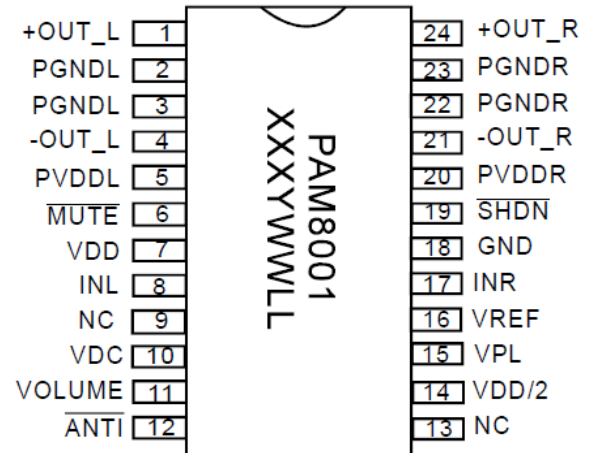 +OUT_L 1 24 +OUT_R
PGNDL 2 23 PGNDR
PGNDL 3 22 PGNDR
-OUT_L 4 21 -OUT_R
PVDDL 5 20 PVDDR
MUTE 6 19 SHDN
VDD 7 18 GND
INL 8 17 INR
NC 9 16 VREF
VDC 10 15 VPL
VOLUME 11 14 VDD/2
ANTI 12 13 NC
PAM8001
XXXYWWLL